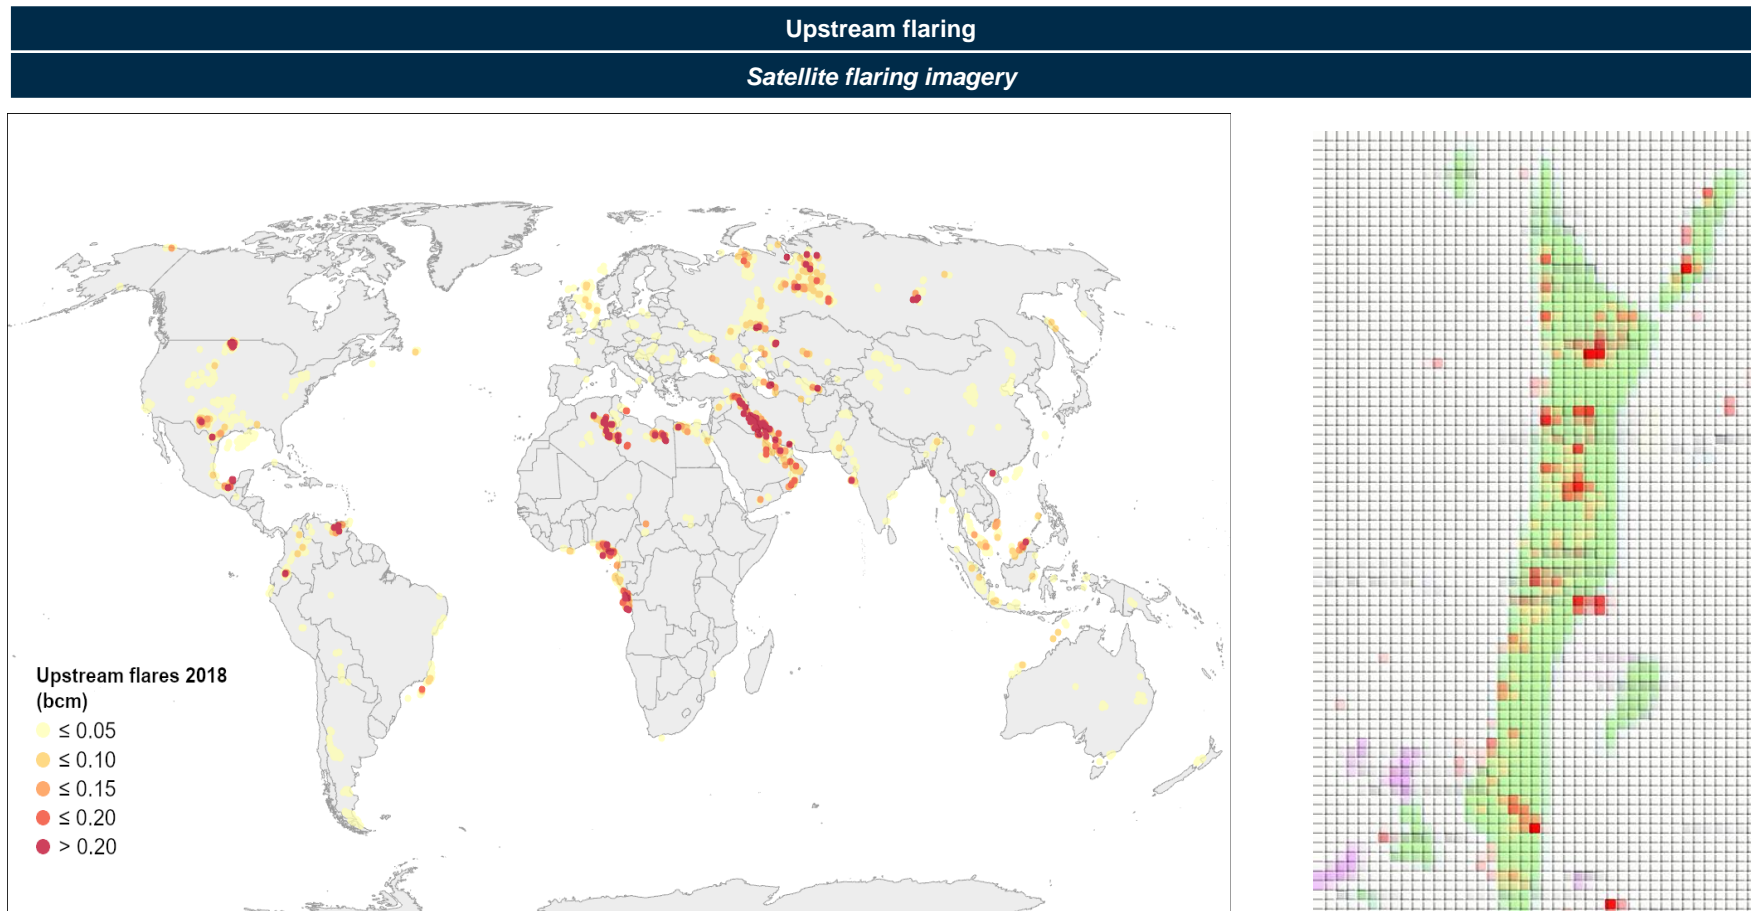 Upstream flaring
Satellite flaring imagery
Upstream flares 2018
(bcm)
≤ 0.05
≤ 0.10
≤ 0.15
≤ 0.20
> 0.20